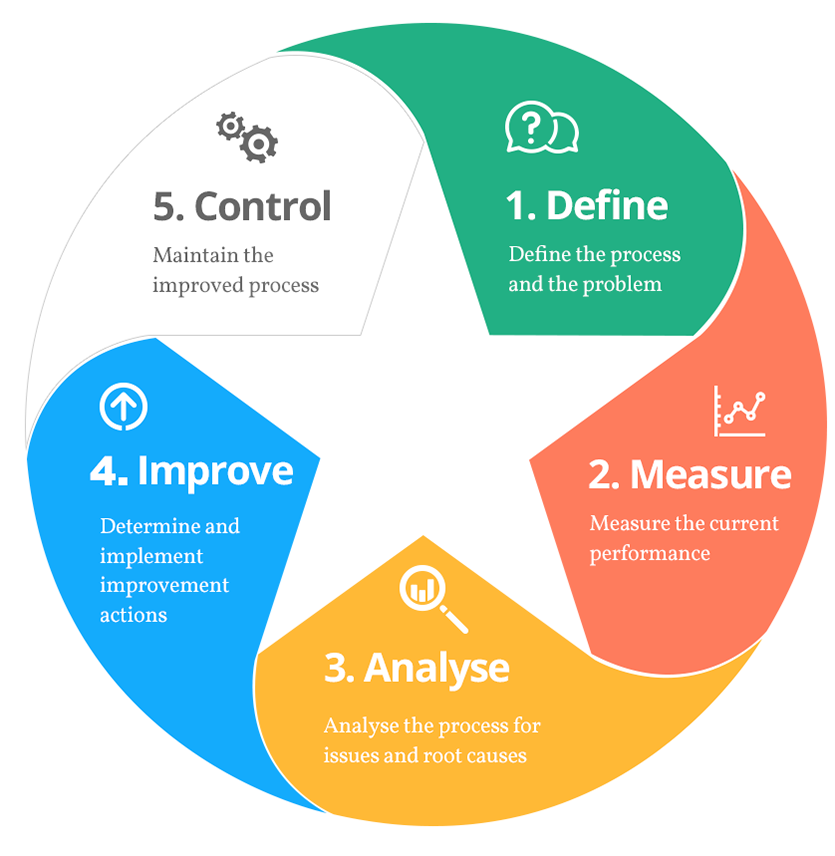 1. Define
Define the process
and the problem
2. Measure
Measure the current
performance
3. Analyse
Analyse the process for
issues and root causes
4. Improve
Determine and
implement
improvement
actions
5. Control
Maintain the
improved process
?